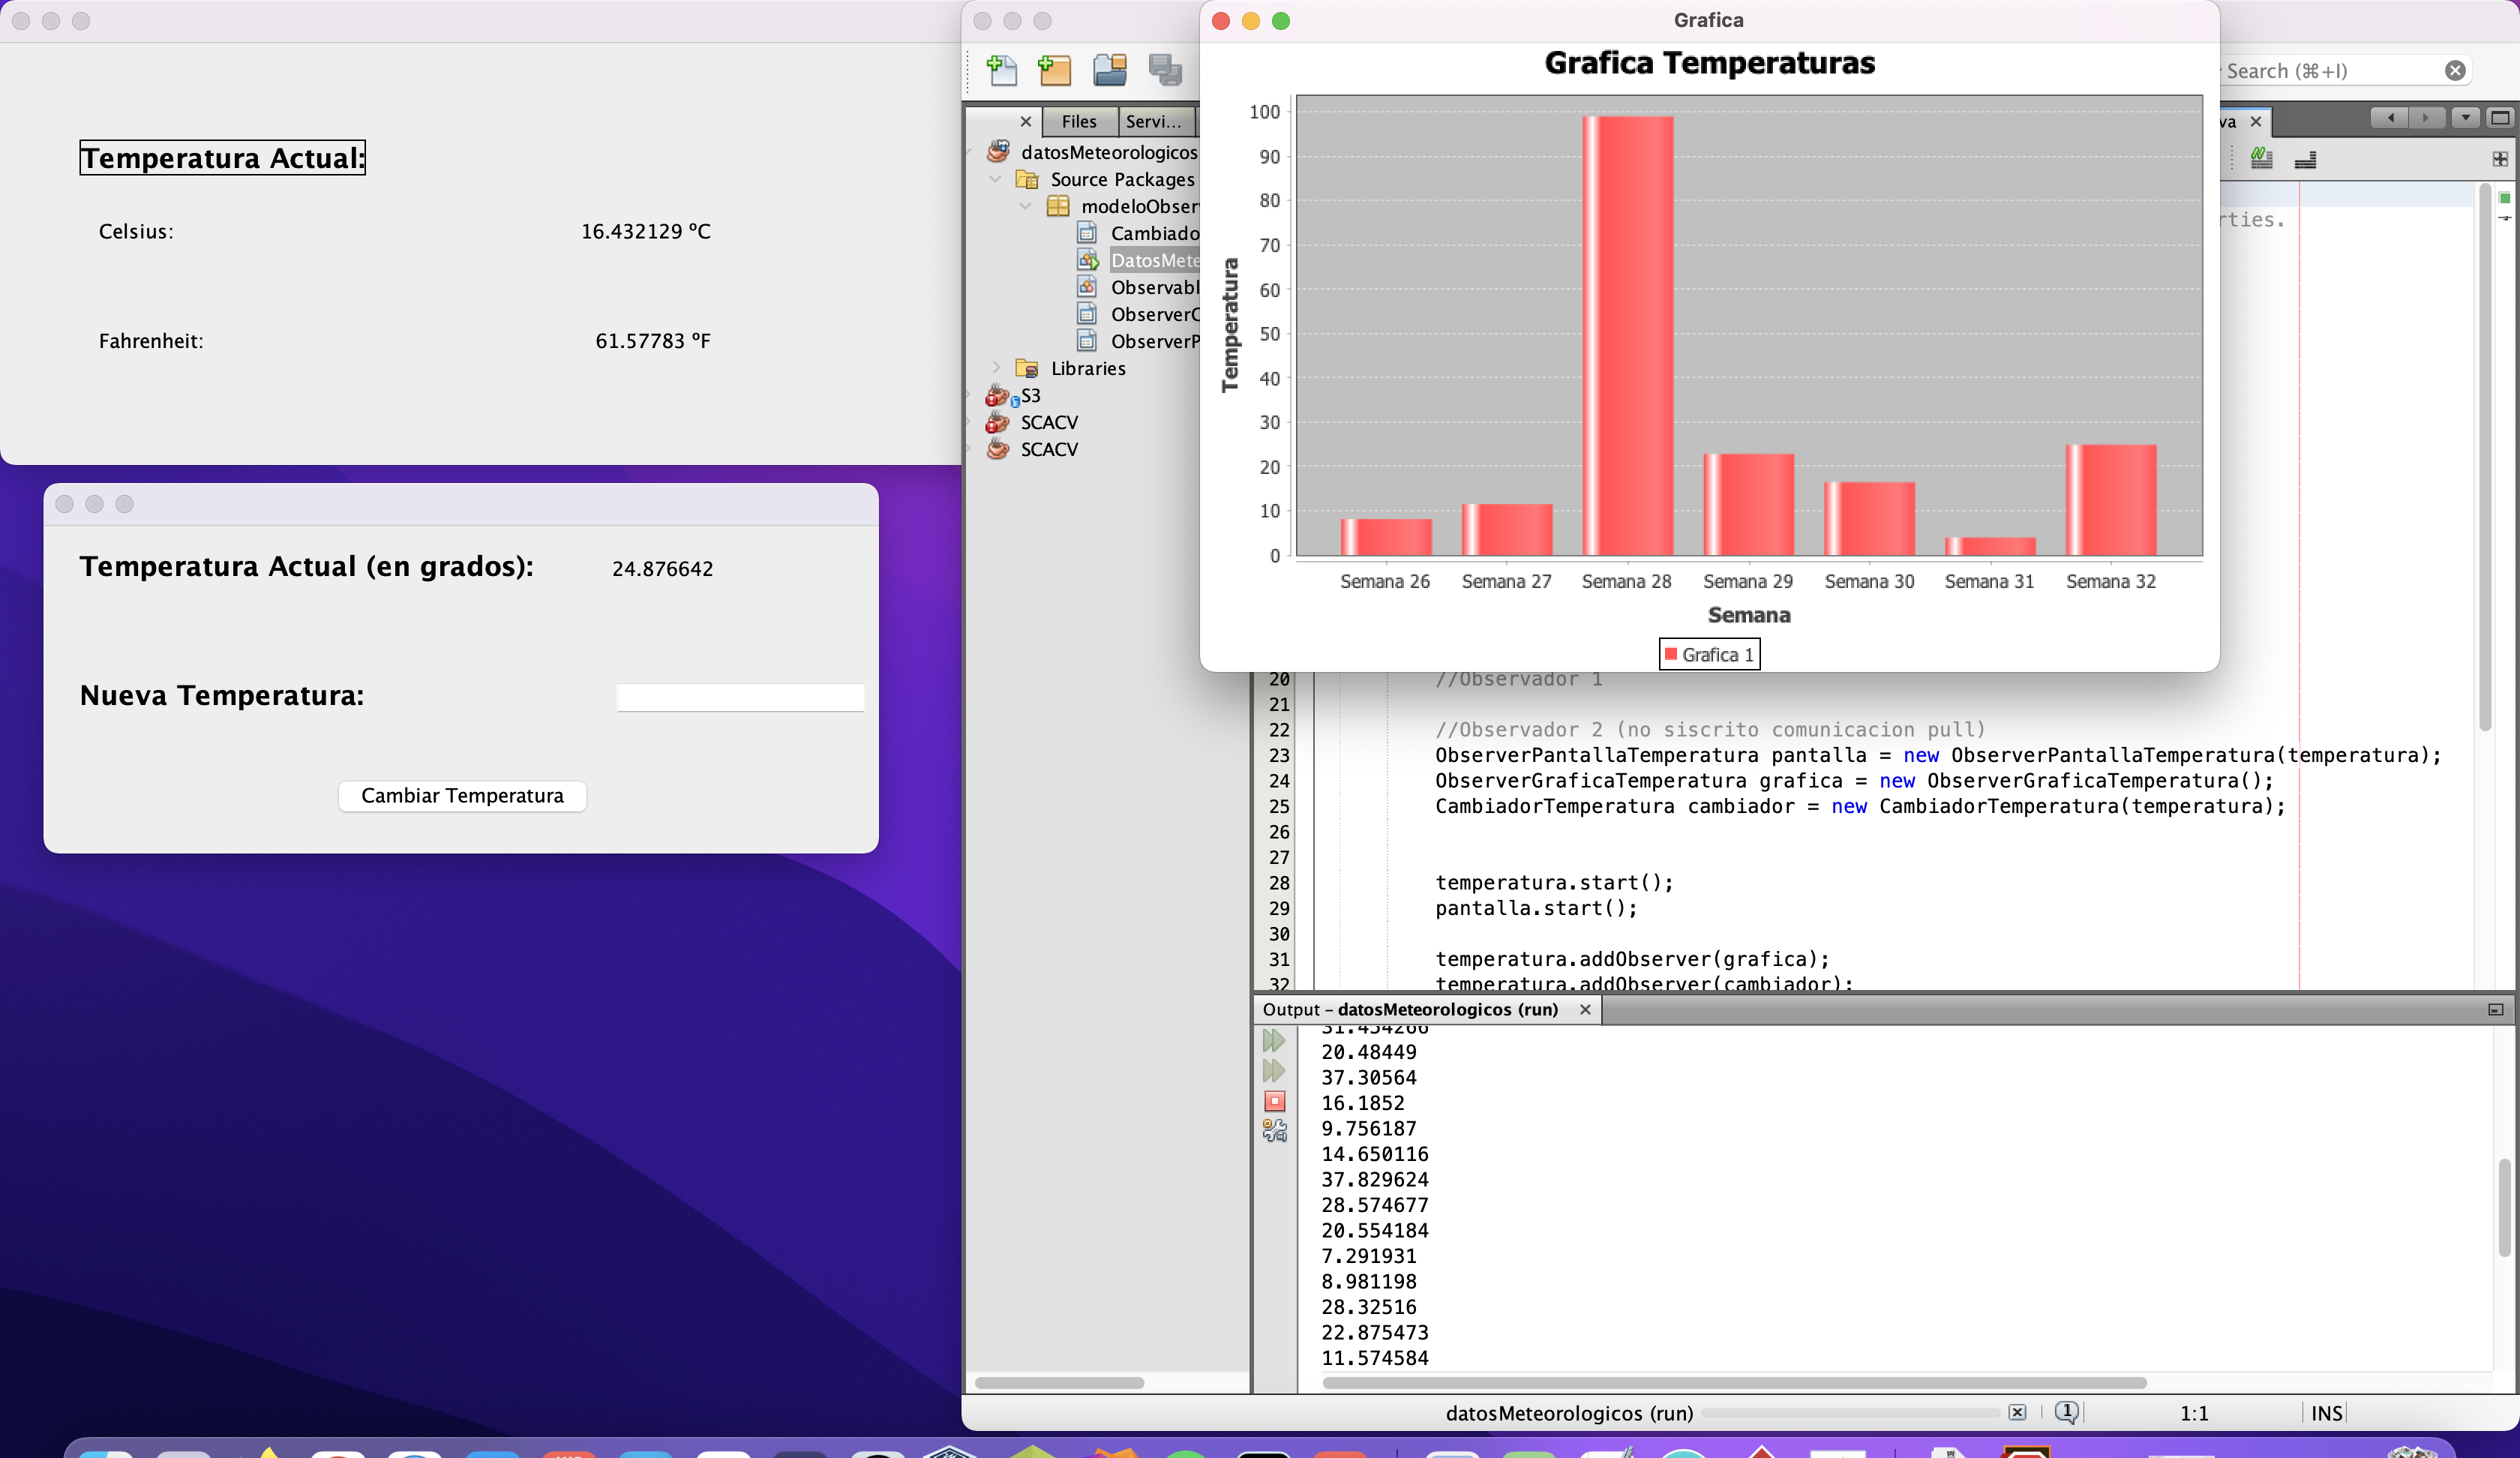 Temperatura Actual:
Celsius:
16.432129 ºC
Fahrenheit:
61.57783 ºF
Temperatura Actual (en grados):
24.876642
Nueva Temperatura:
Cambiar Temperatura
Grafica
Grafica Temperaturas
Temperatura
100
90
80
70
60
50
40
30
20
10
0
Semana 26
Semana 27
Semana 28
Semana 29
Semana 30
Semana 31
Semana 32
Semana
Grafica 1
Search (⌘+I)
Files
Servi...
va
datosMeteorologicos
Source Packages
modeloObser
Cambiado
DatosMete
Observabl
ObserverG
ObserverP
Libraries
S3
SCACV
SCACV
rties.
20 //Observador 1
21
22 //Observador 2 (no siscrito comunicacion pull)
23 ObserverPantallaTemperatura pantalla = new ObserverPantallaTemperatura(temperatura);
24 ObserverGraficaTemperatura grafica = new ObserverGraficaTemperatura();
25 CambiadorTemperatura cambiador = new CambiadorTemperatura(temperatura);
26
27
28 temperatura.start();
29 pantalla.start();
30
31 temperatura.addObserver(grafica);
32 temperatura.addObserver(cambiador);
Output – datosMeteorologicos (run)
31.454266
20.48449
37.30564
16.1852
9.756187
14.650116
37.829624
28.574677
20.554184
7.291931
8.981198
28.32516
22.875473
11.574584
datosMeteorologicos (run)
1
1:1
INS